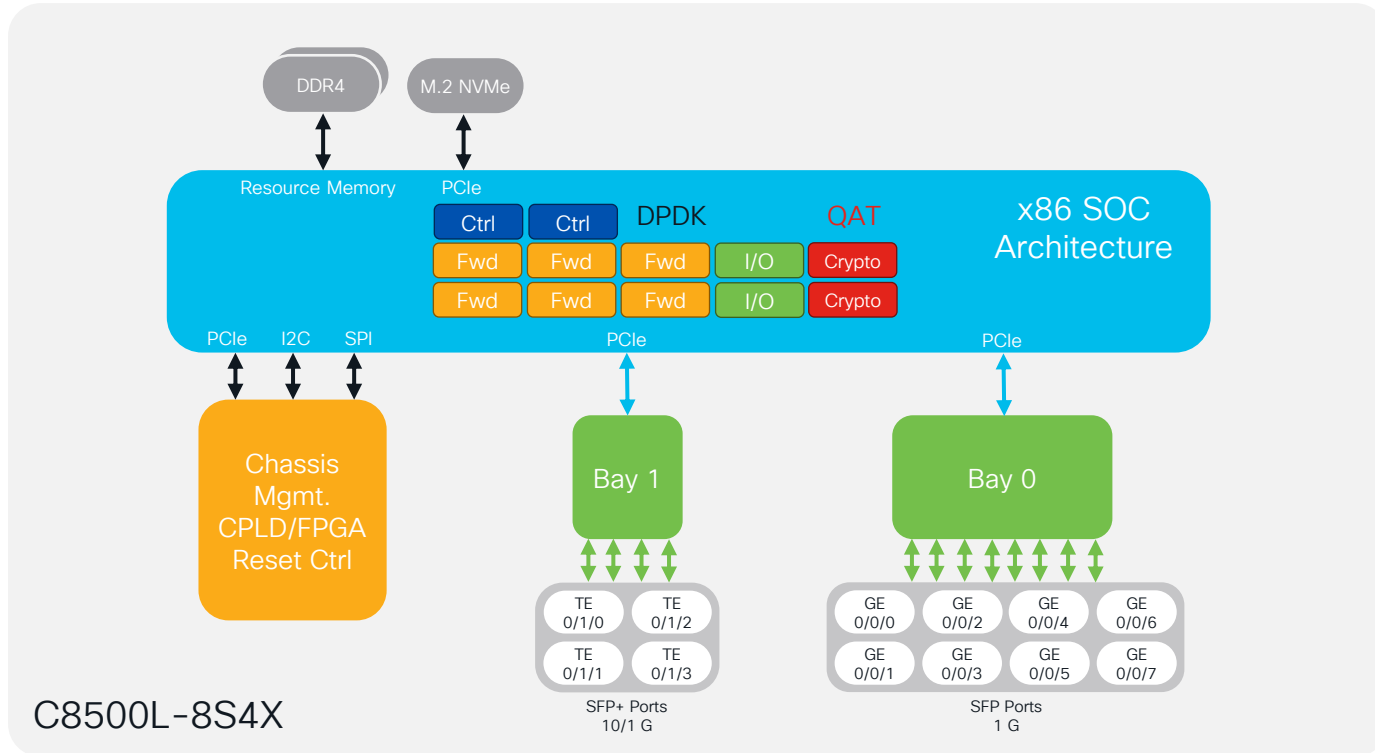 DDR4
M.2 NVMe
Resource Memory
PCIe
Ctrl
Ctrl
DPDK
QAT
x86 SOC
Architecture
Fwd
Fwd
Fwd
I/O
Crypto
Fwd
Fwd
Fwd
I/O
Crypto
PCIe
I2C
SPI
PCIe
PCIe
Chassis
Mgmt.
CPLD/FPGA
Reset Ctrl
Bay 1
Bay 0
TE
0/1/0
TE
0/1/2
TE
0/1/1
TE
0/1/3
SFP+ Ports
10/1 G
GE
0/0/0
GE
0/0/2
GE
0/0/4
GE
0/0/6
GE
0/0/1
GE
0/0/3
GE
0/0/5
GE
0/0/7
SFP Ports
1 G
C8500L-8S4X